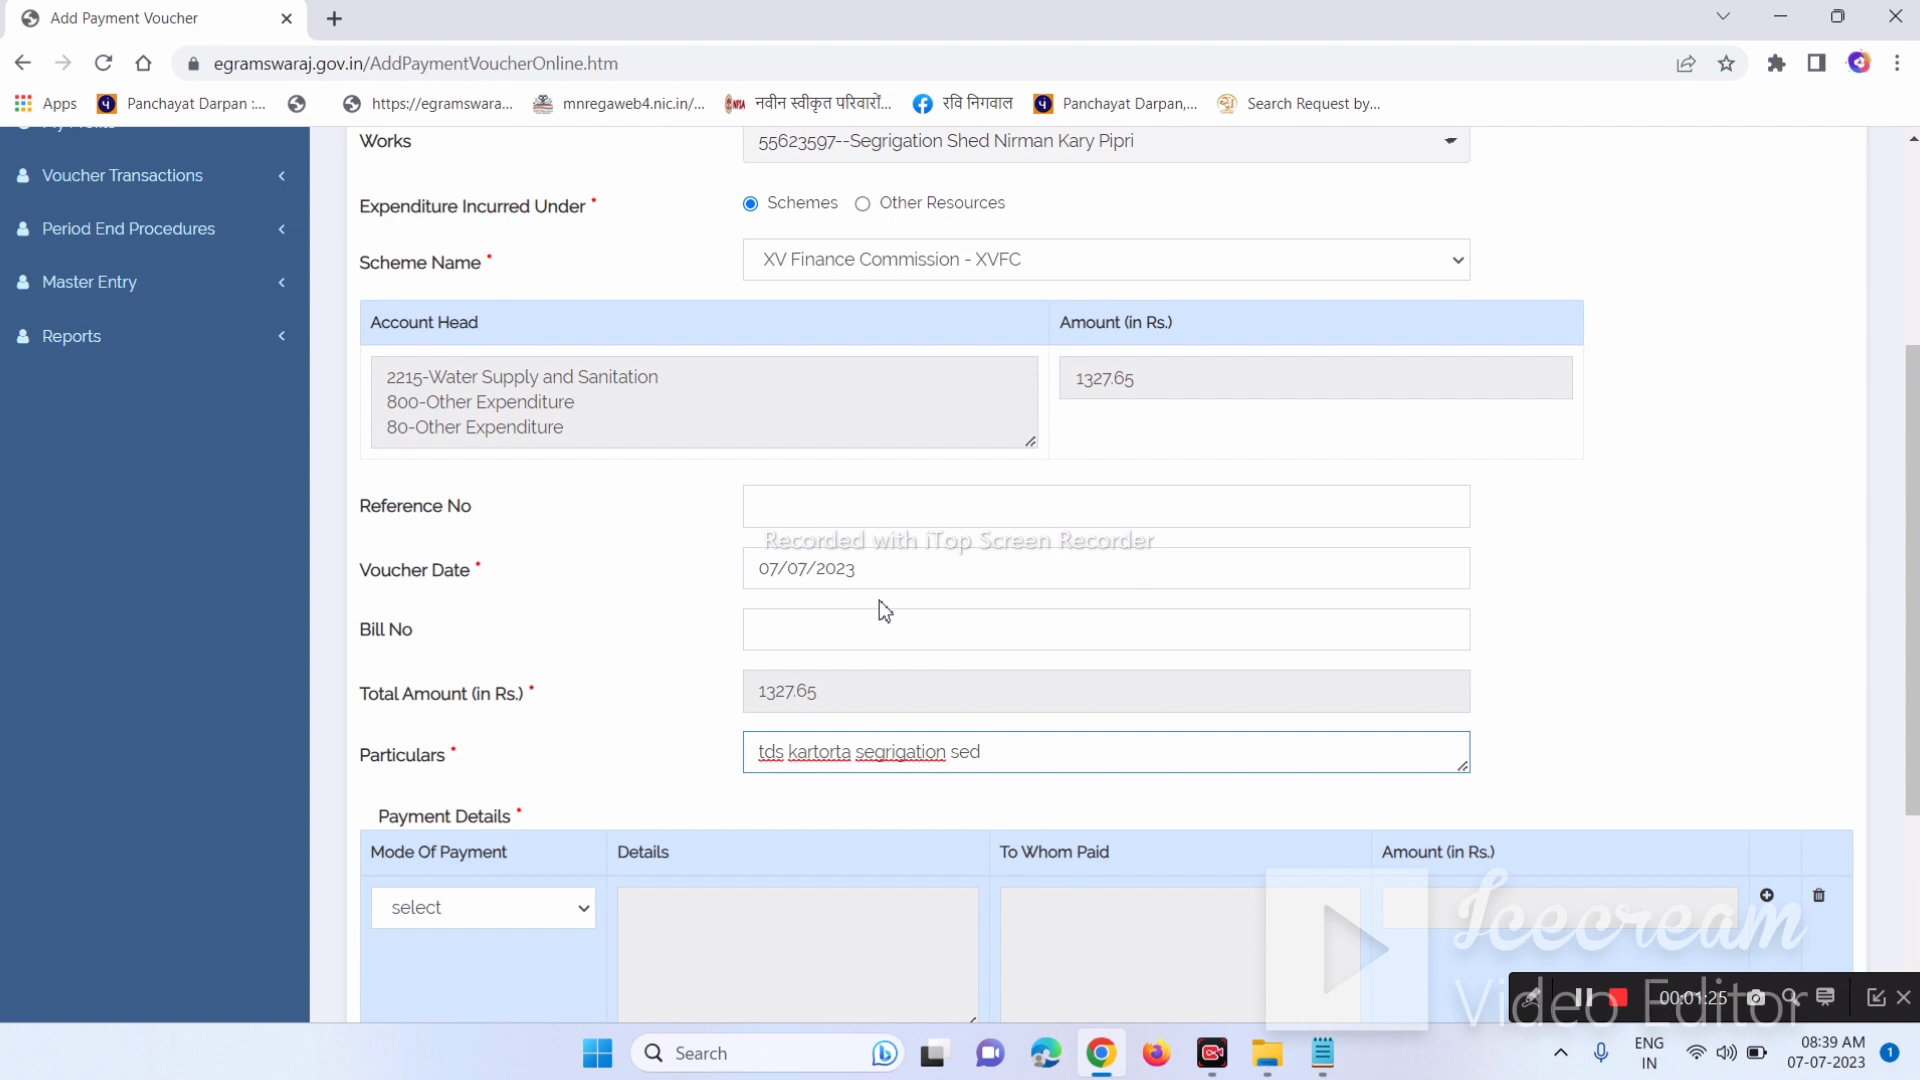 Add Payment Voucher
egramswaraj.gov.in/AddPaymentVoucherOnline.htm
Apps
Panchayat Darpan :...
https://egramswara...
mnregaweb4.nic.in/...
नवीन स्वीकृत परिवारों...
रवि निगवाल
Panchayat Darpan,...
Search Request by...
Works
55623597--Segrigation Shed Nirman Kary Pipri
Voucher Transactions
Expenditure Incurred Under *
Schemes
Other Resources
Period End Procedures
Scheme Name *
XV Finance Commission - XVFC
Master Entry
Account Head
Amount (in Rs.)
Reports
2215-Water Supply and Sanitation
800-Other Expenditure
80-Other Expenditure
1327.65
Reference No
Recorded with iTop Screen Recorder
Voucher Date *
07/07/2023
Bill No
Total Amount (in Rs.) *
1327.65
Particulars *
tds kartorta segrigation sed
Payment Details *
Mode Of Payment
Details
To Whom Paid
Amount (in Rs.)
select
Icecream
Video Editor
00:01:25
Search
ENG
IN
08:39 AM
07-07-2023
1